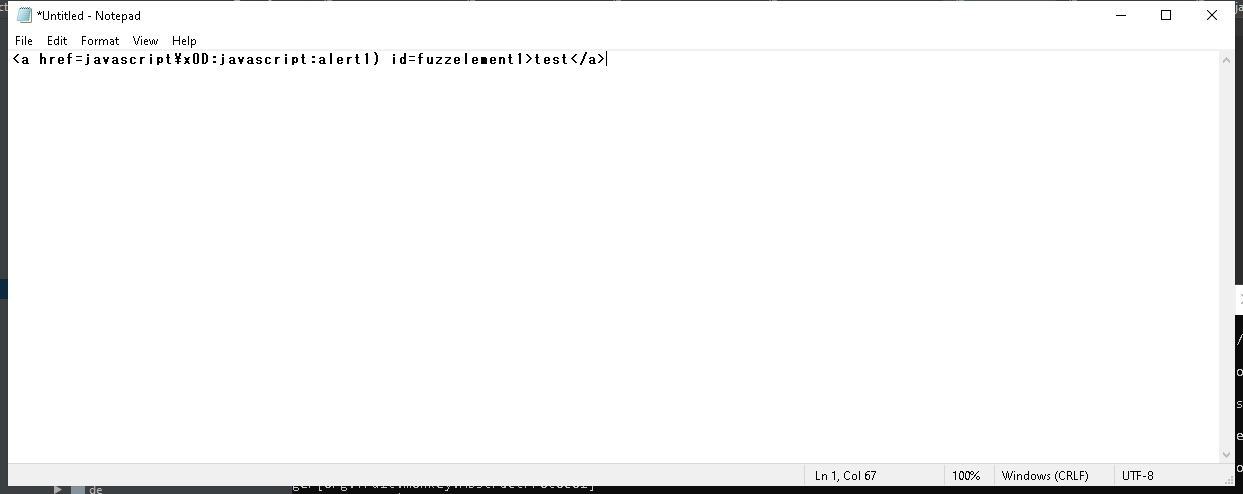 *Untitled - Notepad
File Edit Format View Help
<a href=javascript¥x0D:javascript:alert1) id=fuzzelement1>test</a>
Ln 1, Col 67 100% Windows (CRLF) UTF-8
de